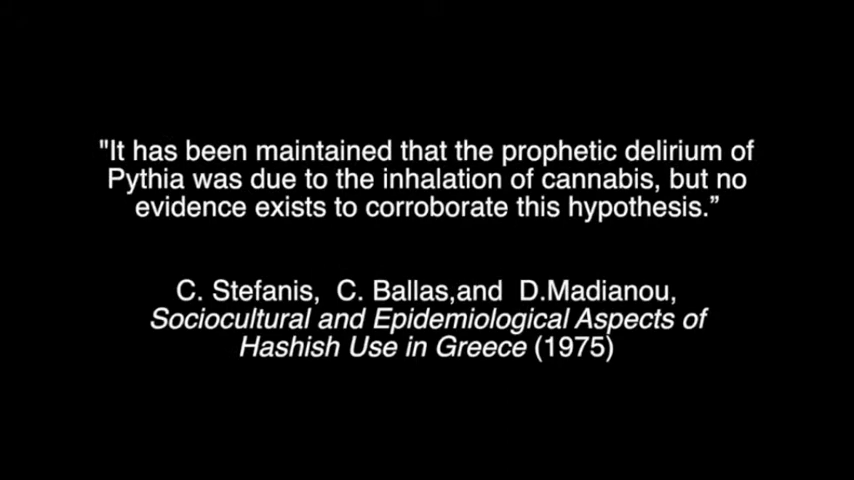 "It has been maintained that the prophetic delirium of
Pythia was due to the inhalation of cannabis, but no
evidence exists to corroborate this hypothesis.”
C. Stefanis,  C. Ballas,and  D.Madianou,
Sociocultural and Epidemiological Aspects of
Hashish Use in Greece (1975)